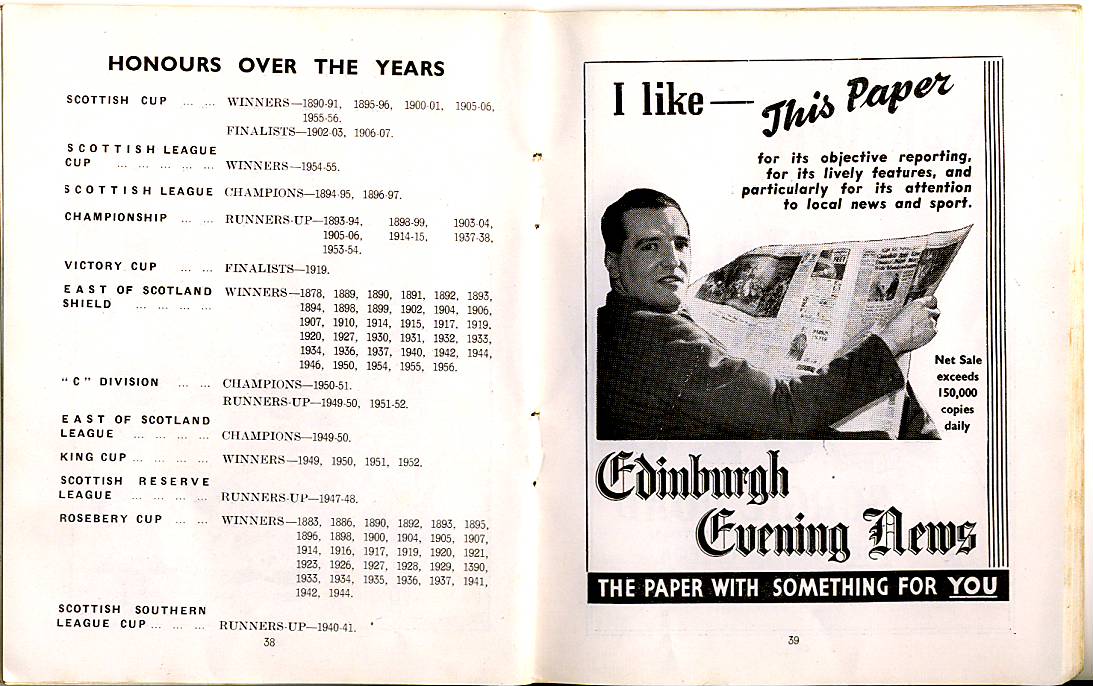 HONOURS OVER THE YEARS
SCOTTISH CUP ... ... WINNERS—1890-91, 1895-96, 1900-01, 1905-06,
1955-56.
FINALISTS—1902-03, 1906-07.
SCOTTISH LEAGUE
CUP ... ... ... ... ... WINNERS—1954-55.
SCOTTISH LEAGUE CHAMPIONS—1894-95, 1896-97.
CHAMPIONSHIP ... ... RUNNERS-UP—1893-94, 1898-99, 1903-04,
1905-06, 1914-15, 1937-38,
1953-54.
VICTORY CUP ... ... FINALISTS—1919.
EAST OF SCOTLAND WINNERS—1878, 1889, 1890, 1891, 1892, 1893,
SHIELD ... ... ... ... 1894, 1898, 1899, 1902, 1904, 1906,
1907, 1910, 1914, 1915, 1917. 1919.
1920, 1927, 1930, 1931, 1932, 1933,
1934, 1936, 1937, 1940, 1942, 1944,
1946, 1950, 1954, 1955, 1956.
"C" DIVISION ... ... CHAMPIONS—1950-51.
RUNNERS-UP—1949-50, 1951-52.
EAST OF SCOTLAND
LEAGUE ... ... ... ... CHAMPIONS—1949-50.
KING CUP ... ... ... ... WINNERS—1949, 1950, 1951, 1952.
SCOTTISH RESERVE
LEAGUE ... ... ... ... RUNNERS-UP—1947-48.
ROSEBERY CUP ... ... WINNERS—1883, 1886, 1890, 1892, 1893, 1895,
1896, 1898, 1900, 1904, 1905, 1907,
1914, 1916, 1917, 1919, 1920, 1921,
1923, 1926, 1927, 1928, 1929, 1390,
1933, 1934, 1935, 1936, 1937, 1941,
1942, 1944.
SCOTTISH SOUTHERN
LEAGUE CUP ... ... ... RUNNERS-UP—1940-41.
38
I like— This Paper
for its objective reporting,
for its lively features, and
particularly for its attention
to local news and sport.
Net Sale
exceeds
150,000
copies
daily
Edinburgh
Evening News
THE PAPER WITH SOMETHING FOR YOU
39